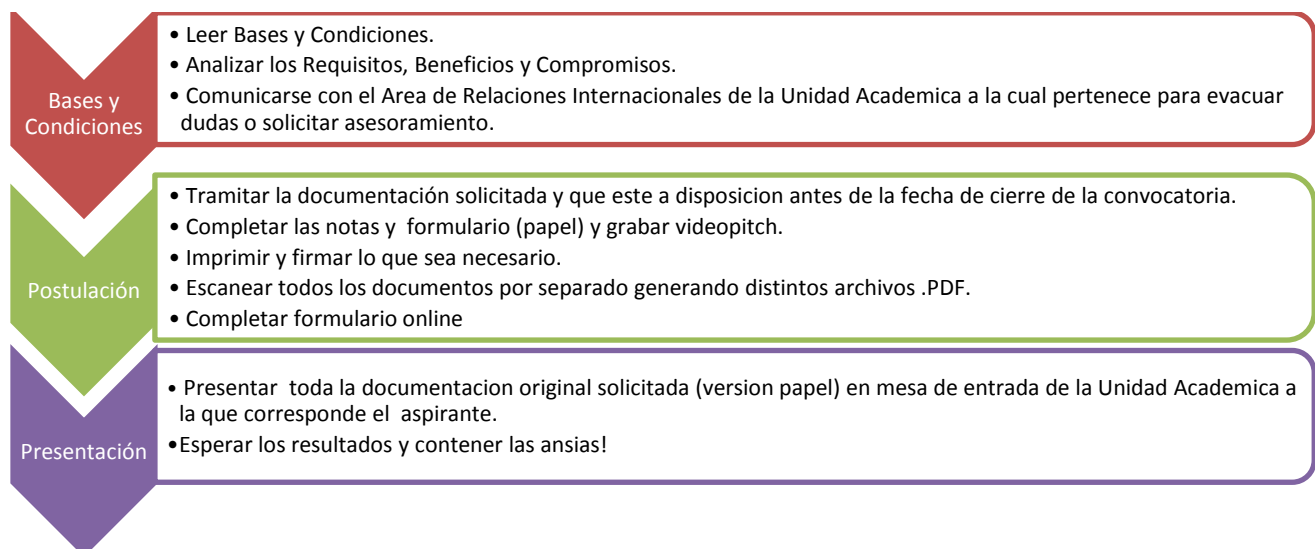 Bases y
Condiciones
• Leer Bases y Condiciones.
• Analizar los Requisitos, Beneficios y Compromisos.
• Comunicarse con el Area de Relaciones Internacionales de la Unidad Academica a la cual pertenece para evacuar
dudas o solicitar asesoramiento.
Postulación
• Tramitar la documentación solicitada y que este a disposicion antes de la fecha de cierre de la convocatoria.
• Completar las notas y formulario (papel) y grabar videopitch.
• Imprimir y firmar lo que sea necesario.
• Escanear todos los documentos por separado generando distintos archivos .PDF.
• Completar formulario online
Presentación
• Presentar toda la documentacion original solicitada (version papel) en mesa de entrada de la Unidad Academica a
la que corresponde el aspirante.
•Esperar los resultados y contener las ansias!